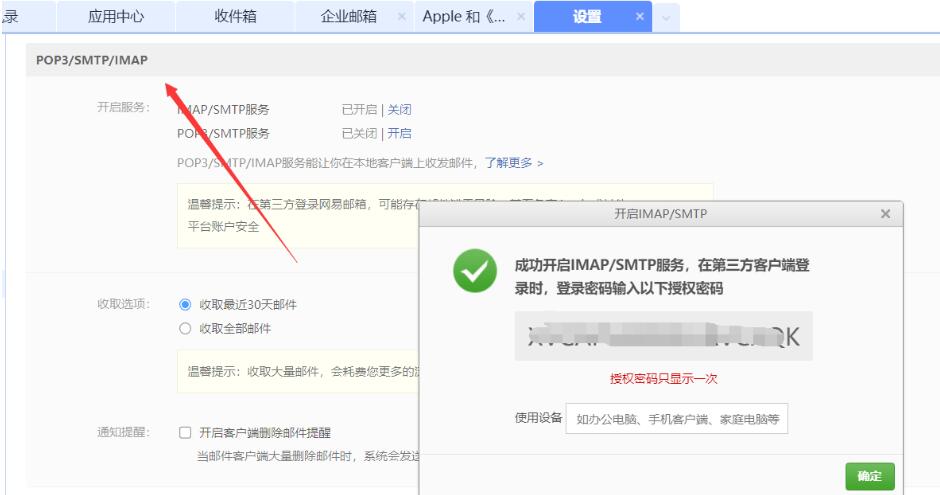 应用中心 收件箱 企业邮箱 Apple 和《... 设置
POP3/SMTP/IMAP
开启服务： IMAP/SMTP服务 已开启 | 关闭
POP3/SMTP服务 已关闭 | 开启
POP3/SMTP/IMAP服务能让你在本地客户端上收发邮件，了解更多 >
温馨提示：在第三方登录网易邮箱，可能存在
平台账户安全
收取选项： 收取最近30天邮件
收取全部邮件
温馨提示：收取大量邮件，会耗费您更多的
通知提醒： 开启客户端删除邮件提醒
当邮件客户端大量删除邮件时，系统会发送
开启IMAP/SMTP
成功开启IMAP/SMTP服务，在第三方客户端登
录时，登录密码输入以下授权密码
授权密码只显示一次
使用设备 如办公电脑、手机客户端、家庭电脑等
确定